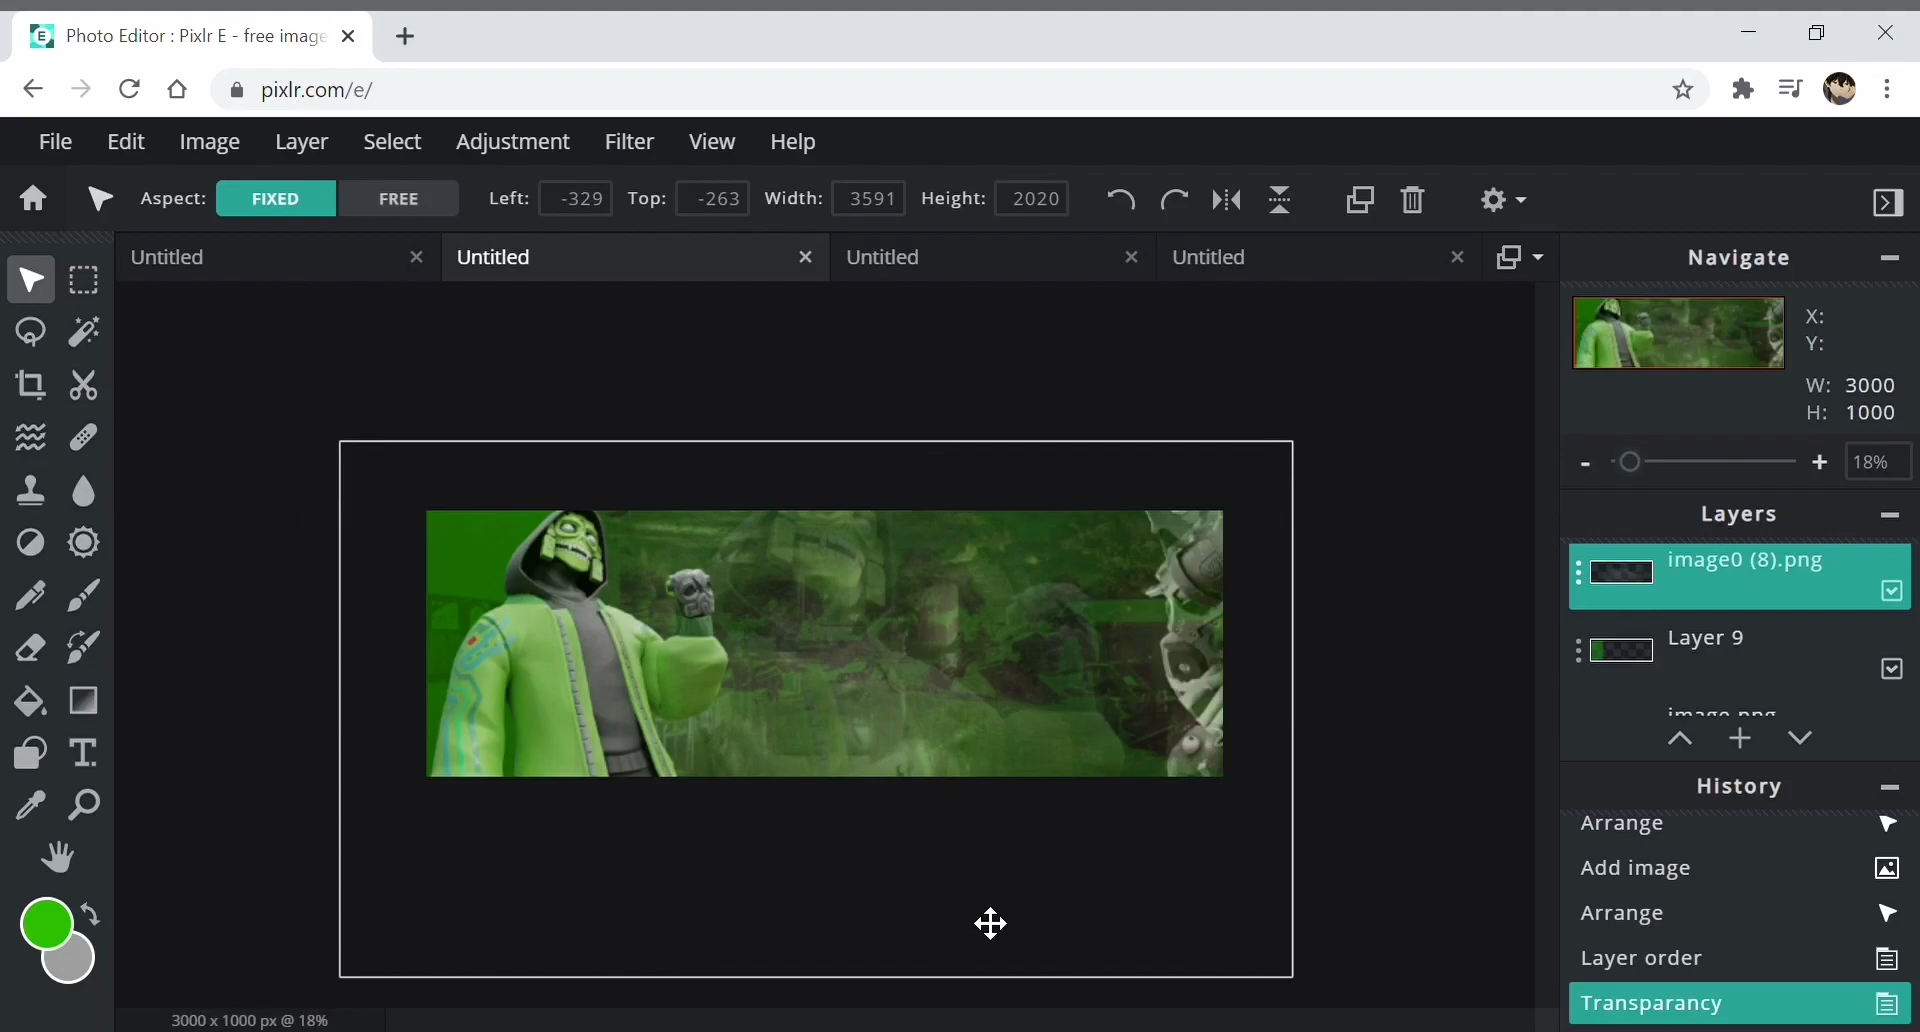 Photo Editor : Pixlr E - free image
pixlr.com/e/
File Edit Image Layer Select Adjustment Filter View Help
Aspect: FIXED FREE Left: -329 Top: -263 Width: 3591 Height: 2020
Untitled Untitled Untitled Untitled
Navigate
X:
Y:
W: 3000
H: 1000
- + 18%
Layers
image0 (8).png
Layer 9
image.png
History
Arrange
Add image
Arrange
Layer order
Transparancy
3000 x 1000 px @ 18%